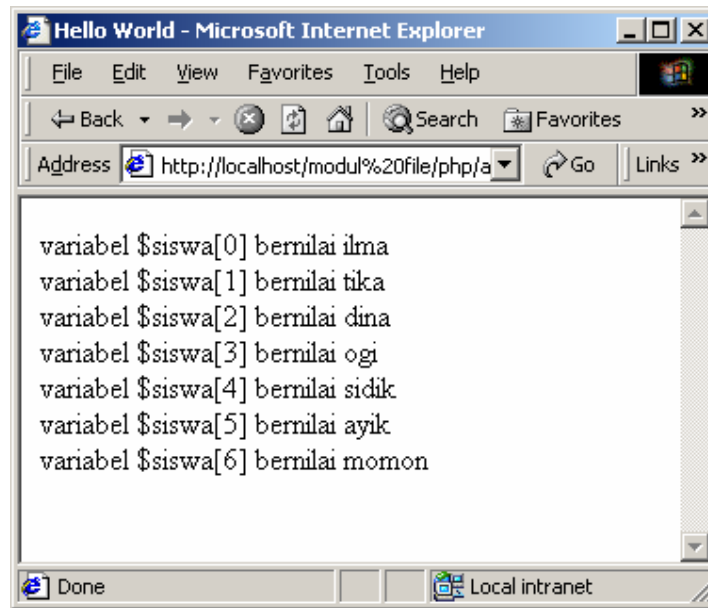 Hello World - Microsoft Internet Explorer
File Edit View Favorites Tools Help
Back Search Favorites »
Address http://localhost/modul%20file/php/a Go Links »
variabel $siswa[0] bernilai ilma
variabel $siswa[1] bernilai tika
variabel $siswa[2] bernilai dina
variabel $siswa[3] bernilai ogi
variabel $siswa[4] bernilai sidik
variabel $siswa[5] bernilai ayik
variabel $siswa[6] bernilai momon
Done Local intranet